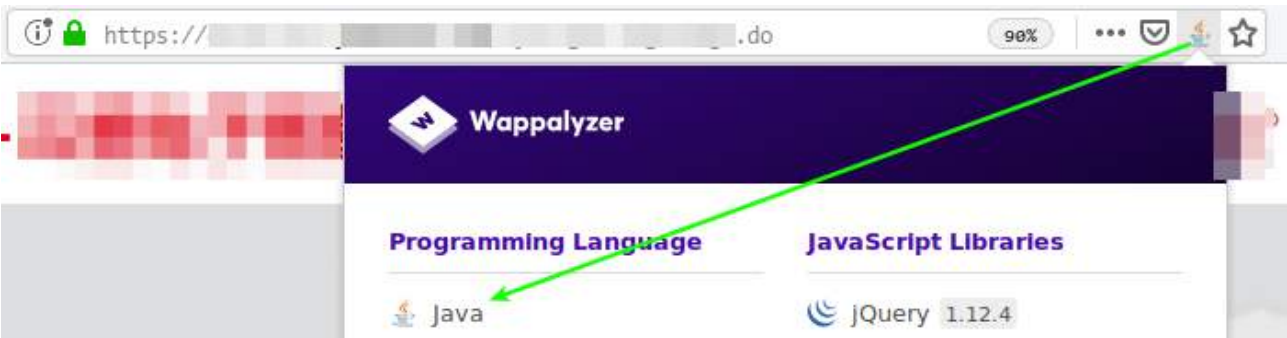 https:// .do 90%
W Wappalyzer
Programming Language JavaScript Libraries
Java jQuery 1.12.4